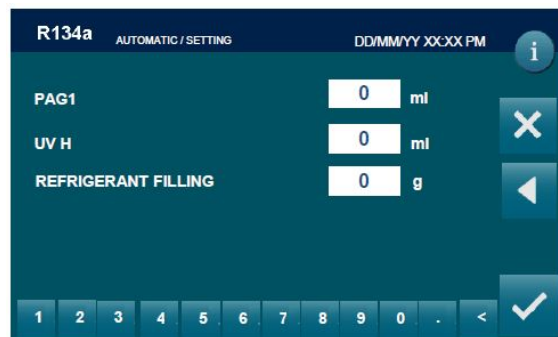 R134a AUTOMATIC / SETTING DD/MM/YY XX:XX PM
i
PAG1 0 ml
UV H 0 ml
REFRIGERANT FILLING 0 g
1 2 3 4 5 6 7 8 9 0 . <